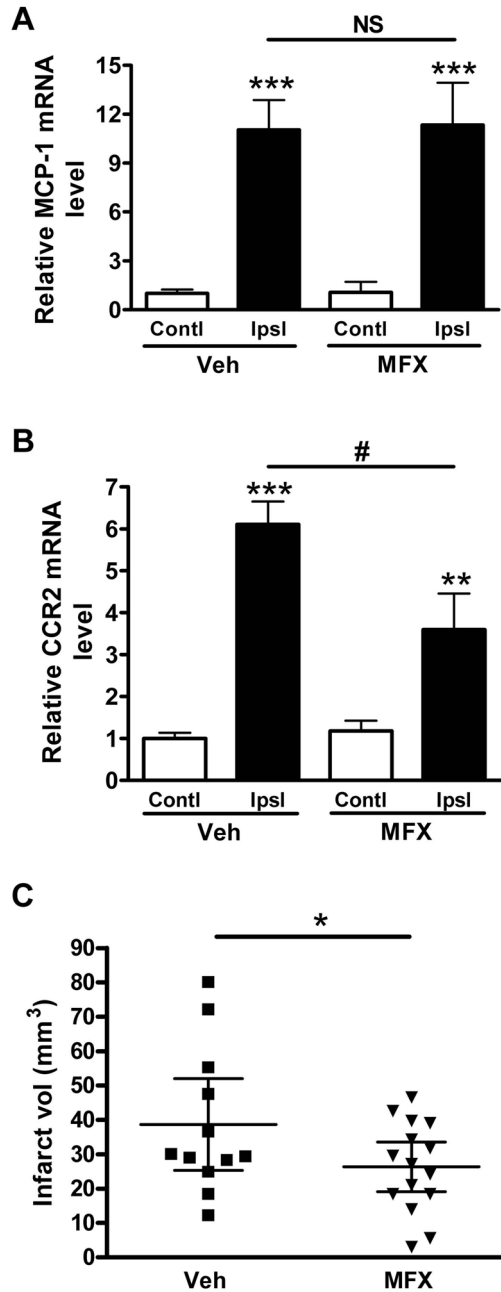 A
NS
***
***
15
12
9
6
3
0
Relative MCP-1 mRNA
level
Contl
Ipsl
Contl
Ipsl
Veh
MFX
B
#
***
**
7
6
5
4
3
2
1
0
Relative CCR2 mRNA
level
Contl
Ipsl
Contl
Ipsl
Veh
MFX
C
*
90
80
70
60
50
40
30
20
10
0
Infarct vol (mm³)
Veh
MFX